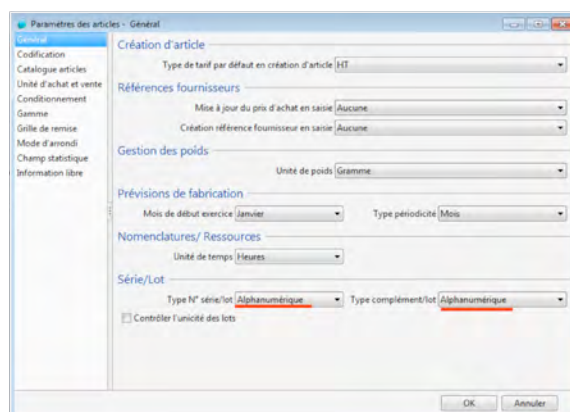 Paramètres des articles - Général
Général
Codification
Catalogue articles
Unité d'achat et vente
Conditionnement
Gamme
Grille de remise
Mode d'arrondi
Champ statistique
Information libre
Création d'article
Type de tarif par défaut en création d'article HT
Références fournisseurs
Mise à jour du prix d'achat en saisie Aucune
Création référence fournisseur en saisie Aucune
Gestion des poids
Unité de poids Gramme
Prévisions de fabrication
Mois de début exercice Janvier Type périodicité Mois
Nomenclatures/ Ressources
Unité de temps Heures
Série/Lot
Type N° série/lot Alphanumérique Type complément/lot Alphanumérique
Contrôler l'unicité des lots
OK Annuler